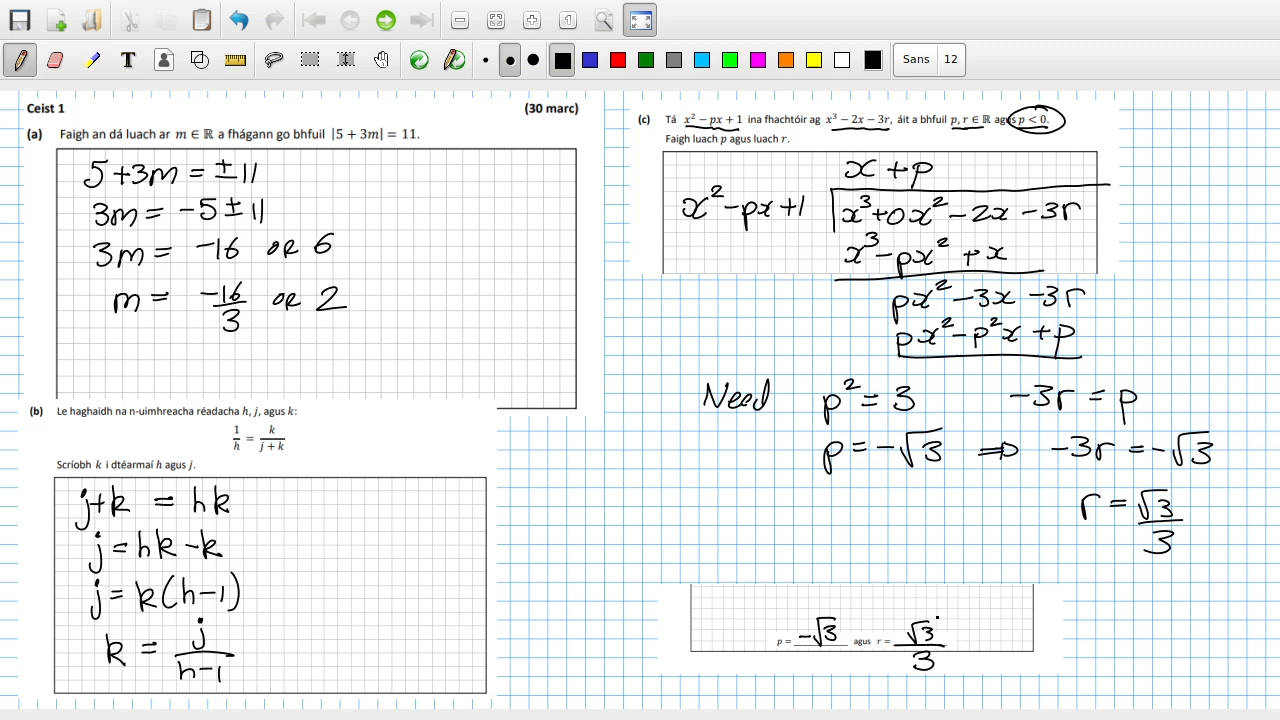 Sans 12
Ceist 1 (30 marc)
(a) Faigh an dá luach ar m ∈ ℝ a fhágann go bhfuil |5 + 3m| = 11.
5 + 3m = ± 11
3m = -5 ± 11
3m = -16 or 6
m = -16/3 or 2
(b) Le haghaidh na n-uimhreacha réadacha h, j, agus k:
1/h = k/(j + k)
Scríobh k i dtéarmaí h agus j.
j+k = hk
j = hk - k
j = k(h-1)
k = j/(h-1)
(c) Tá x² − px + 1 ina fhachtóir ag x³ − 2x − 3r, áit a bhfuil p, r ∈ ℝ agus p < 0.
Faigh luach p agus luach r.
x + p
x² - px + 1 x³ + 0x² - 2x - 3r
x³ - px² + x
px² - 3x - 3r
px² - p²x + p
Need p² = 3 -3r = p
p = -√3 ⇒ -3r = -√3
r = √3/3
p = -√3 agus r = √3/3